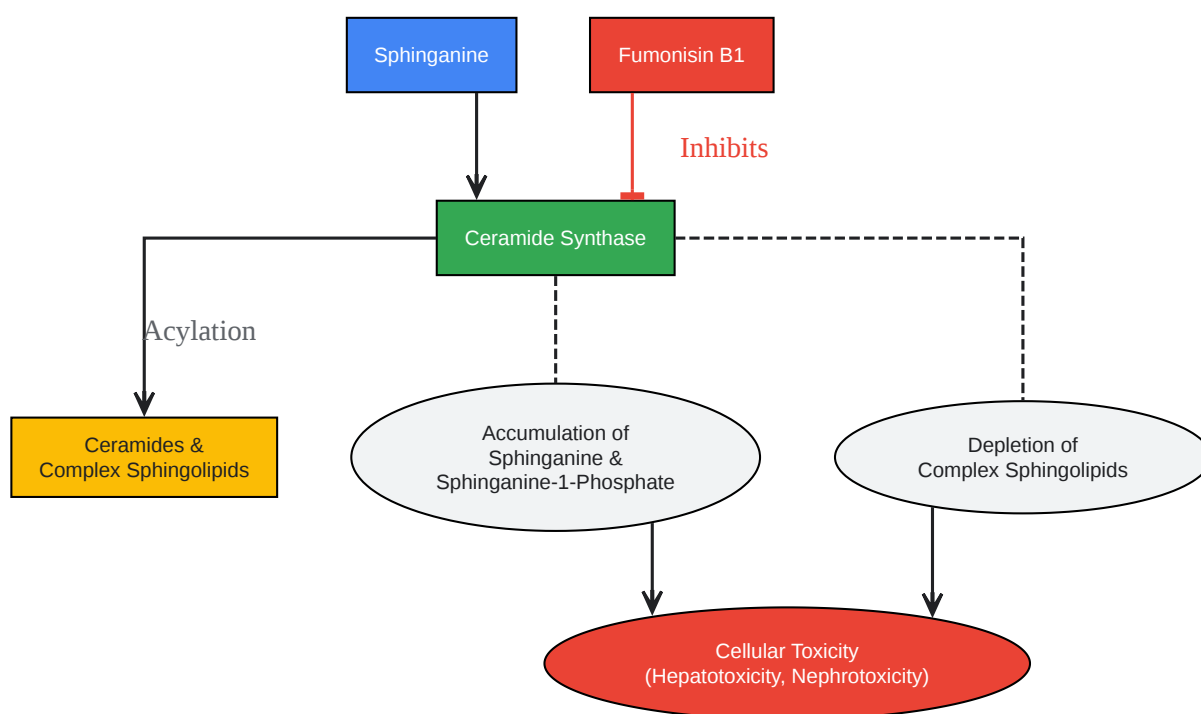 Sphinganine
Fumonisin B1
Inhibits
Ceramide Synthase
Acylation
Ceramides &
Complex Sphingolipids
Accumulation of
Sphinganine &
Sphinganine-1-Phosphate
Depletion of
Complex Sphingolipids
Cellular Toxicity
(Hepatotoxicity, Nephrotoxicity)